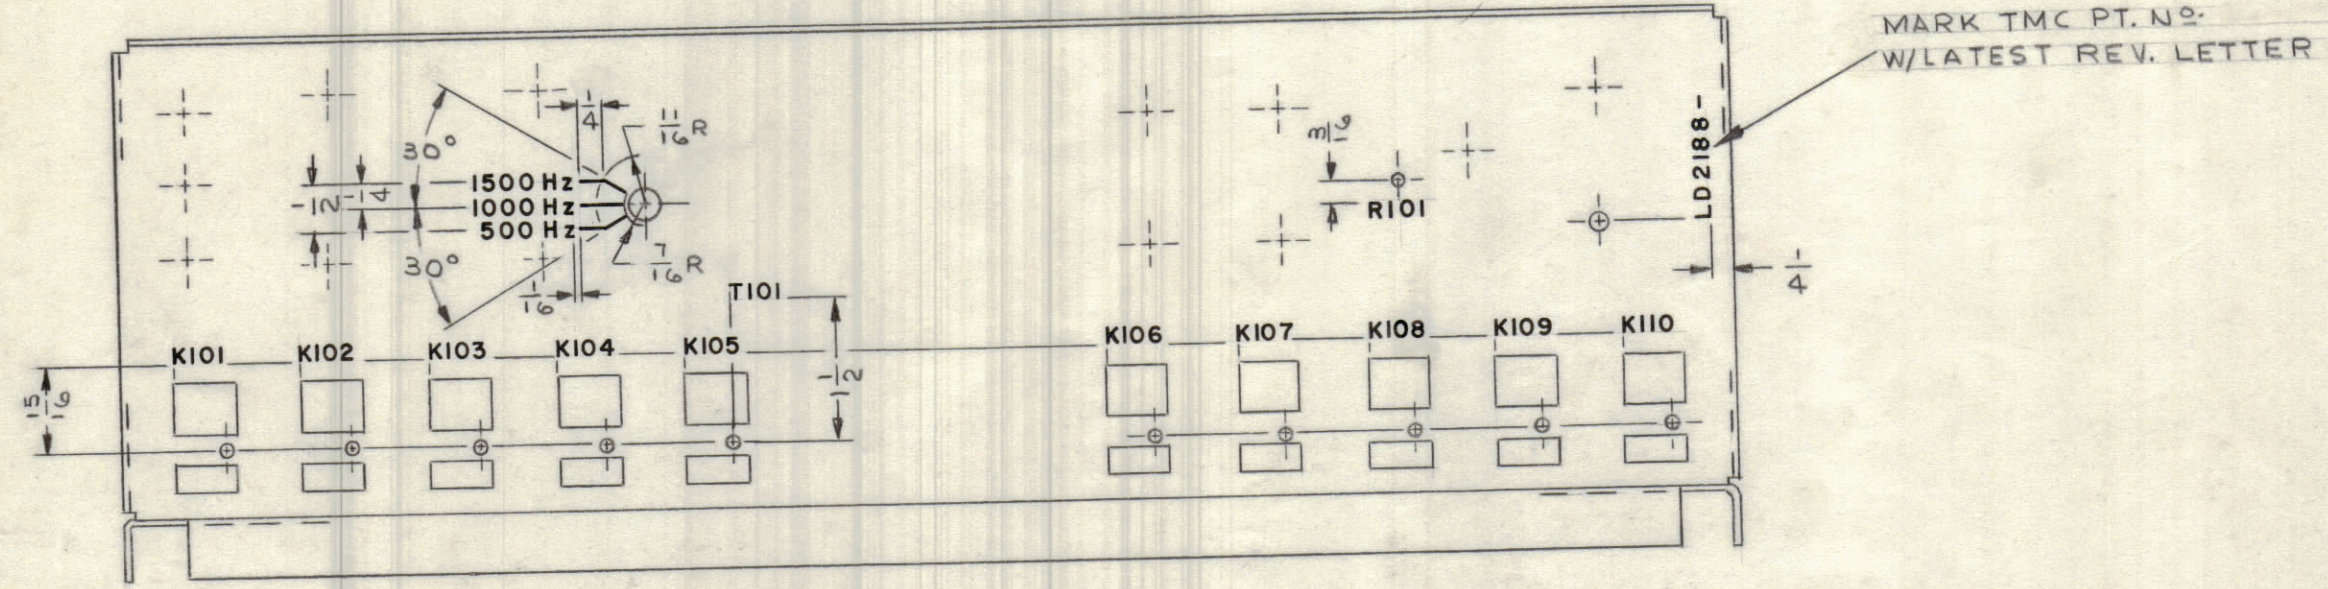 MARK TMC PT. Nº.
W/LATEST REV. LETTER
LD2188-
1/4
11/16 R
3/16
30°
1500 Hz
1000 Hz
500 Hz
1/2
1/4
R101
30°
7/16 R
1/16
1/4
T101
K101
K102
K103
K104
K105
K106
K107
K108
K109
K110
15/16
1 1/2